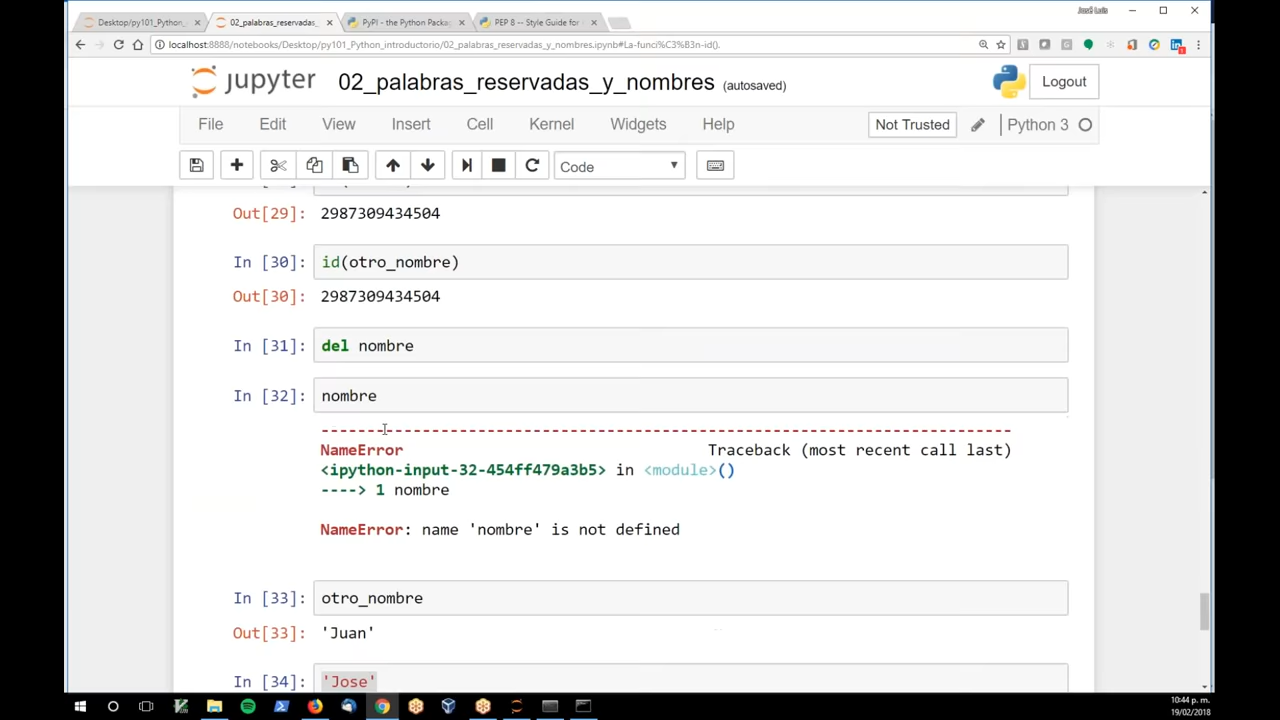 José Luis
Desktop/py101_Python_
02_palabras_reservadas_
PyPI - the Python Packa
PEP 8 -- Style Guide for
localhost:8888/notebooks/Desktop/py101_Python_introductorio/02_palabras_reservadas_y_nombres.ipynb#La-funci%C3%B3n-id().
jupyter
02_palabras_reservadas_y_nombres (autosaved)
Logout
File Edit View Insert Cell Kernel Widgets Help
Not Trusted
Python 3
Code
Out[29]: 2987309434504
In [30]: id(otro_nombre)
Out[30]: 2987309434504
In [31]: del nombre
In [32]: nombre
---------------------------------------------------------------------------
NameError Traceback (most recent call last)
<ipython-input-32-454ff479a3b5> in <module>()
----> 1 nombre
NameError: name 'nombre' is not defined
In [33]: otro_nombre
Out[33]: 'Juan'
In [34]: 'Jose'
10:44 p. m.
19/02/2018